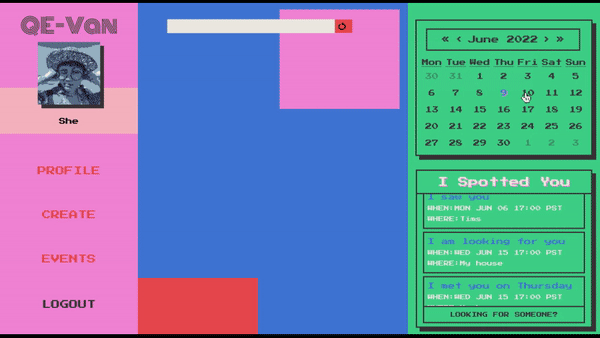 QE-Van
She
PROFILE
CREATE
EVENTS
LOGOUT
« ‹ June 2022 › »
Mon Tue Wed Thu Fri Sat Sun
30 31 1 2 3 4 5
6 7 8 9 10 11 12
13 14 15 16 17 18 19
20 21 22 23 24 25 26
27 28 29 30 1 2 3
I Spotted You
I saw you
WHEN:MON JUN 06 17:00 PST
WHERE:Tims
I am looking for you
WHEN:WED JUN 15 17:00 PST
WHERE:My house
I met you on Thursday
WHEN:WED JUN 15 17:00 PST
LOOKING FOR SOMEONE?